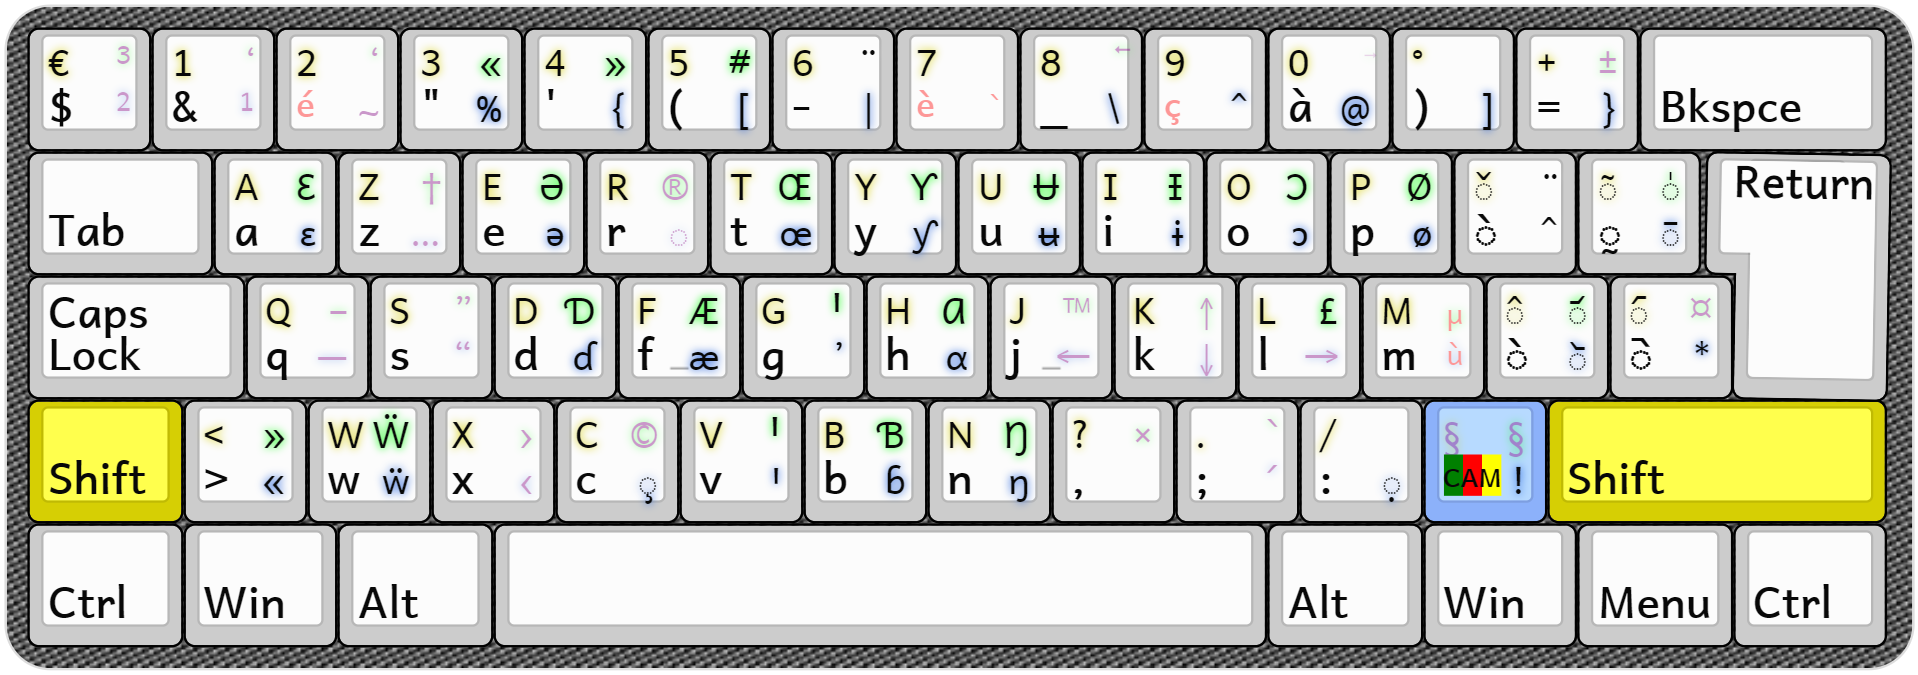 € 3 1 ‘ 2 ‘ 3 « 4 » 5 # 6 ¨ 7 8 ← 9 0 → ° + ±
$ 2 & 1 é ~ " % ' { ( [ – | è ` _ \ ç ^ à @ ) ] = } Bkspce
A Ɛ Z † E Ə R ® T Œ Y Ƴ U Ʉ I Ɨ O Ɔ P Ø ◌̌ ¨ ◌̃ ◌̍ Return
Tab a ɛ z … e ə r ◌ t œ y ƴ u ʉ i ɨ o ɔ p ø ◌̀ ^ ◌̰ ◌̄
Caps Q – S ” D Ɗ F Æ G ꞋH Ɑ J ™ K ↑ L £ M µ ◌̂ ◌᷄ ◌᷇ ¤
Lock q — s “ d ɗ f _ æ g ’ h ɑ j _ ← k ↓ l → m ù ◌̀ ◌᷅ ◌̄ *
< » W Ẅ X › C © V Ꞌ B Ɓ N Ŋ ? × . ` / § §
Shift > « w ẅ x ‹ c ◌̧ v ꞌ b ɓ n ŋ , ; ´ : ◌̣ CAM ! Shift
Ctrl Win Alt Alt Win Menu Ctrl